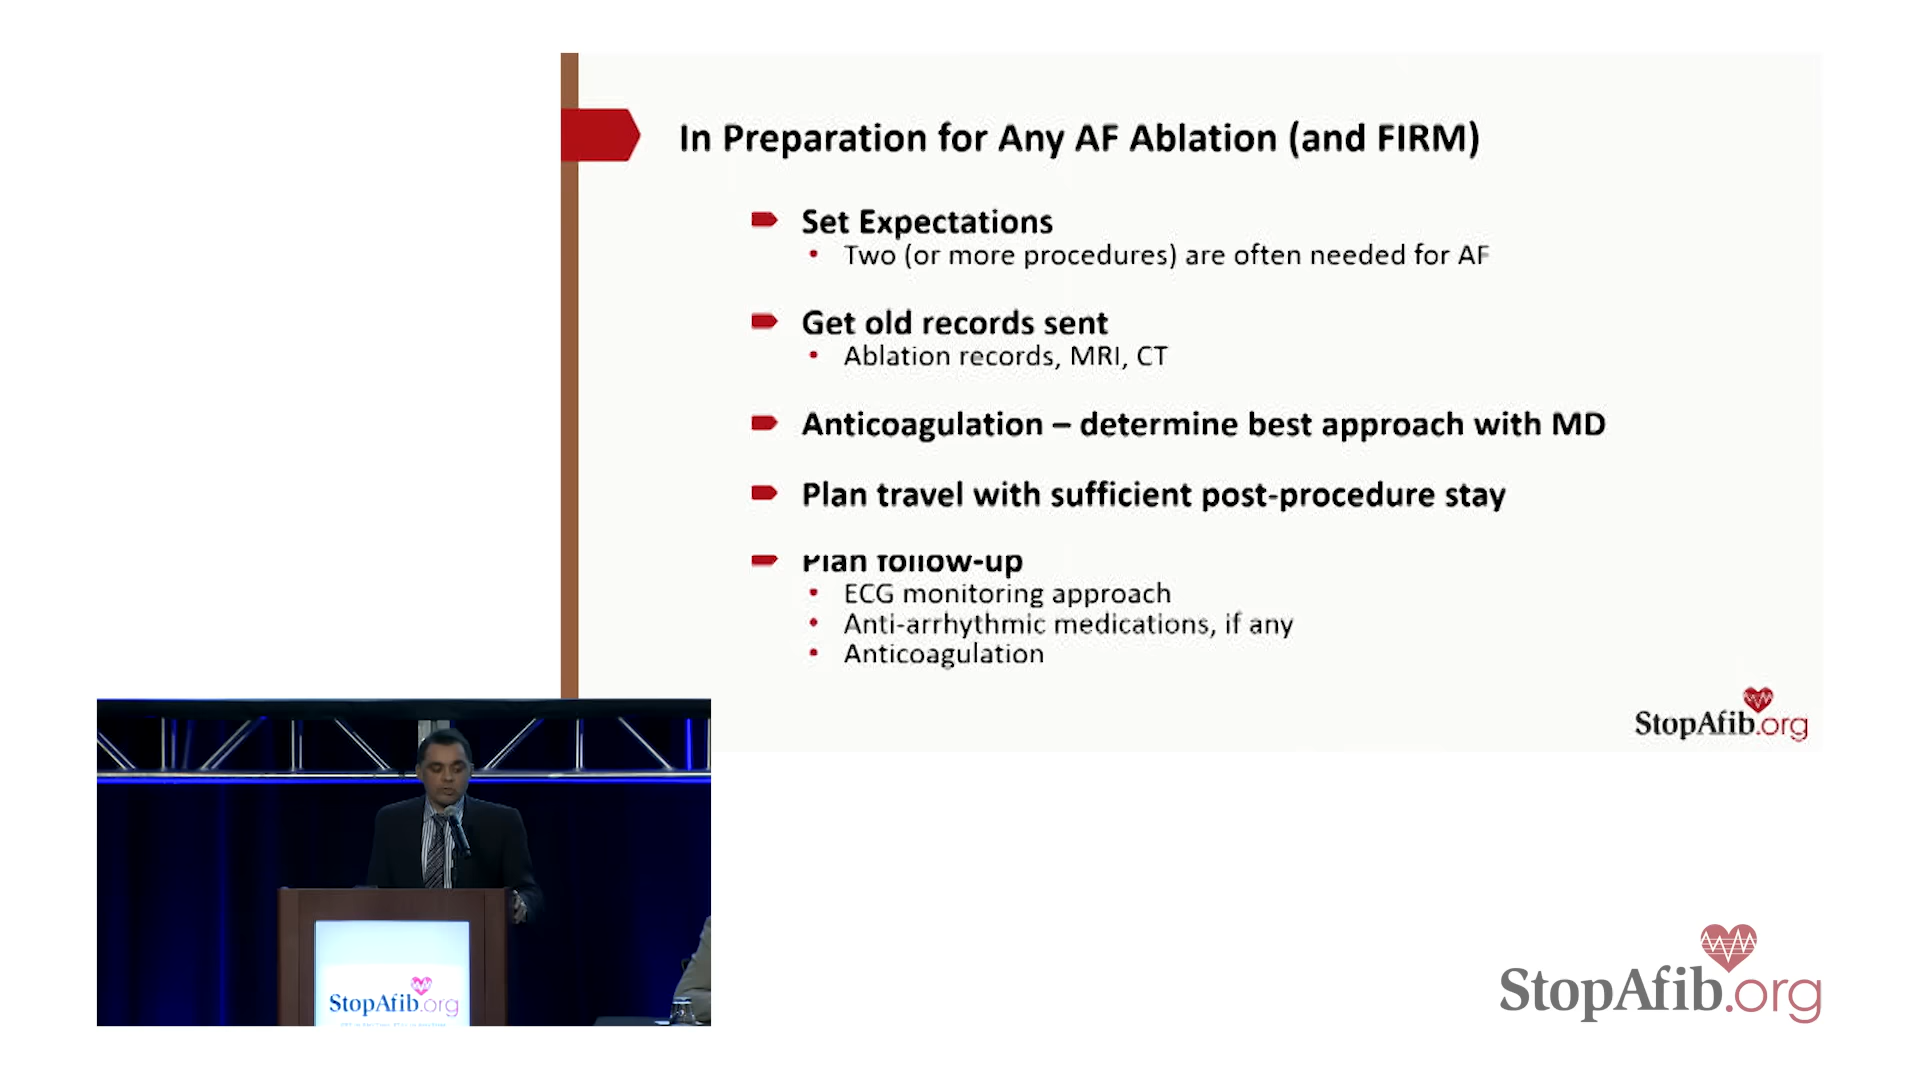 In Preparation for Any AF Ablation (and FIRM)
Set Expectations
• Two (or more procedures) are often needed for AF
Get old records sent
• Ablation records, MRI, CT
Anticoagulation – determine best approach with MD
Plan travel with sufficient post-procedure stay
Plan follow-up
• ECG monitoring approach
• Anti-arrhythmic medications, if any
• Anticoagulation
StopAfib.org
StopAfib.org
StopAfib.org